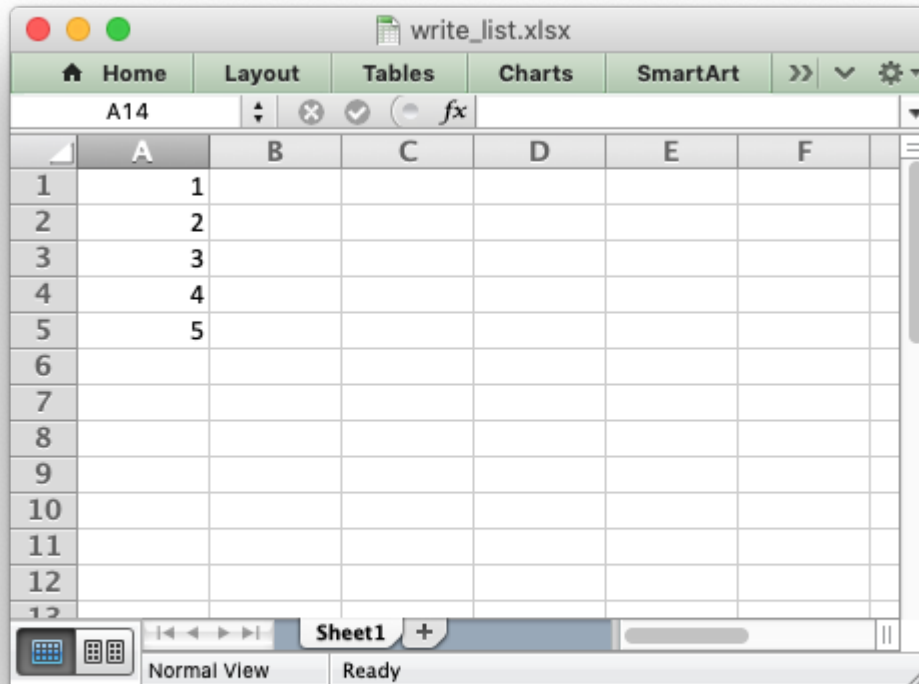 write_list.xlsx
Home Layout Tables Charts SmartArt
A14 fx
A B C D E F
1 1
2 2
3 3
4 4
5 5
6
7
8
9
10
11
12
13
Sheet1 +
Normal View Ready